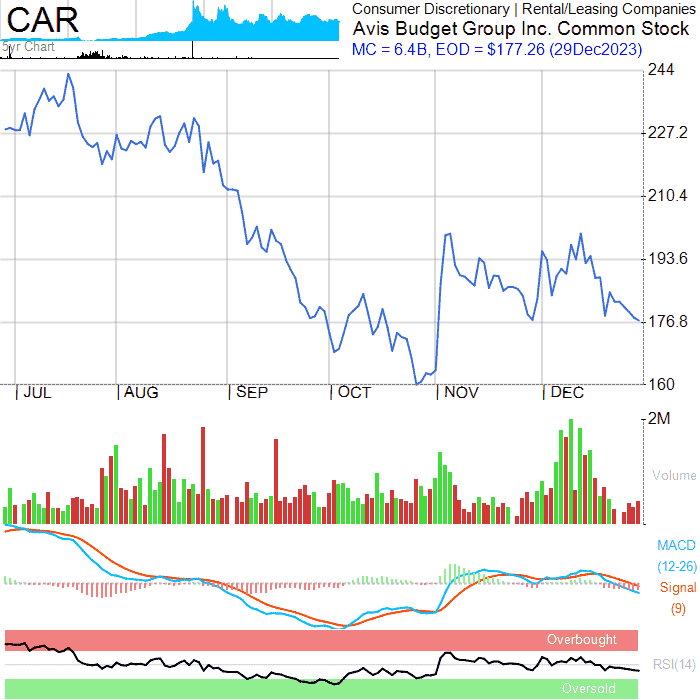 CAR
Consumer Discretionary | Rental/Leasing Companies
Avis Budget Group Inc. Common Stock
MC = 6.4B, EOD = $177.26 (29Dec2023)
5yr Chart
244
227.2
210.4
193.6
176.8
160
JUL AUG SEP OCT NOV DEC
2M
Volume
MACD
(12-26)
Signal
(9)
Overbought
RSI(14)
Oversold